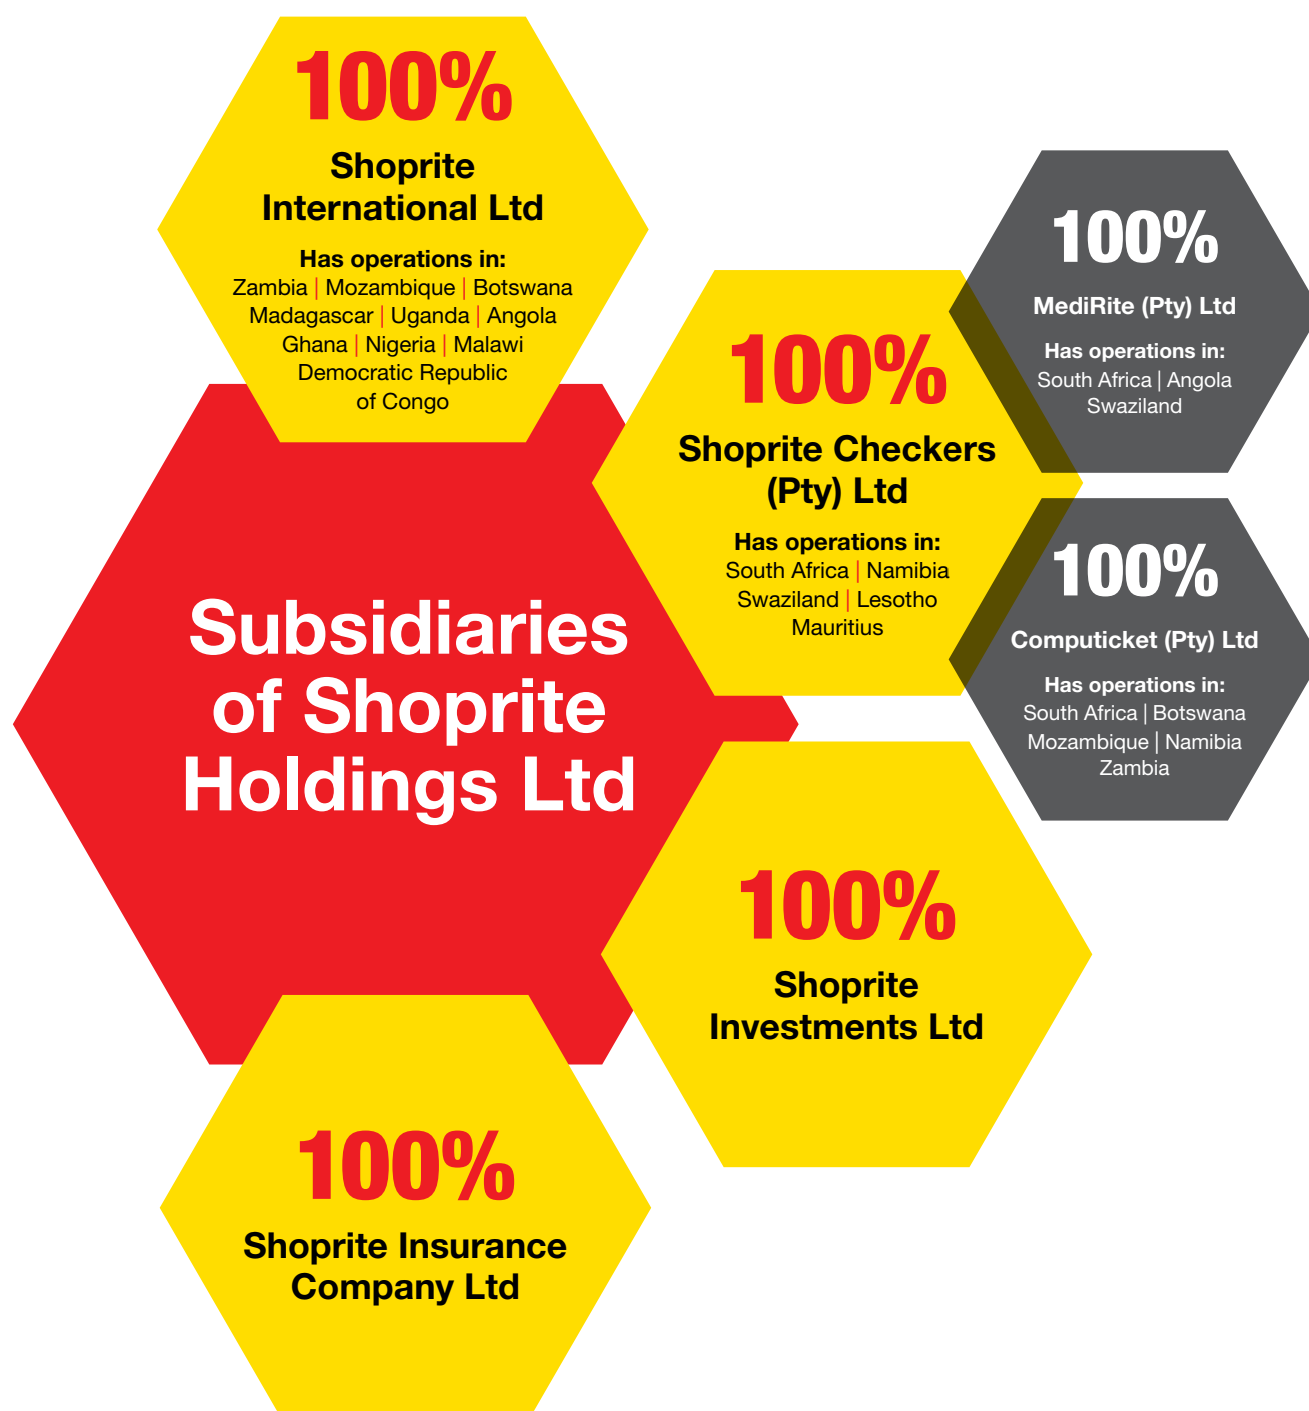 100%
Shoprite
International Ltd
Has operations in:
Zambia | Mozambique | Botswana
Madagascar | Uganda | Angola
Ghana | Nigeria | Malawi
Democratic Republic
of Congo
Subsidiaries
of Shoprite
Holdings Ltd
100%
Shoprite Checkers
(Pty) Ltd
Has operations in:
South Africa | Namibia
Swaziland | Lesotho
Mauritius
100%
MediRite (Pty) Ltd
Has operations in:
South Africa | Angola
Swaziland
100%
Computicket (Pty) Ltd
Has operations in:
South Africa | Botswana
Mozambique | Namibia
Zambia
100%
Shoprite
Investments Ltd
100%
Shoprite Insurance
Company Ltd